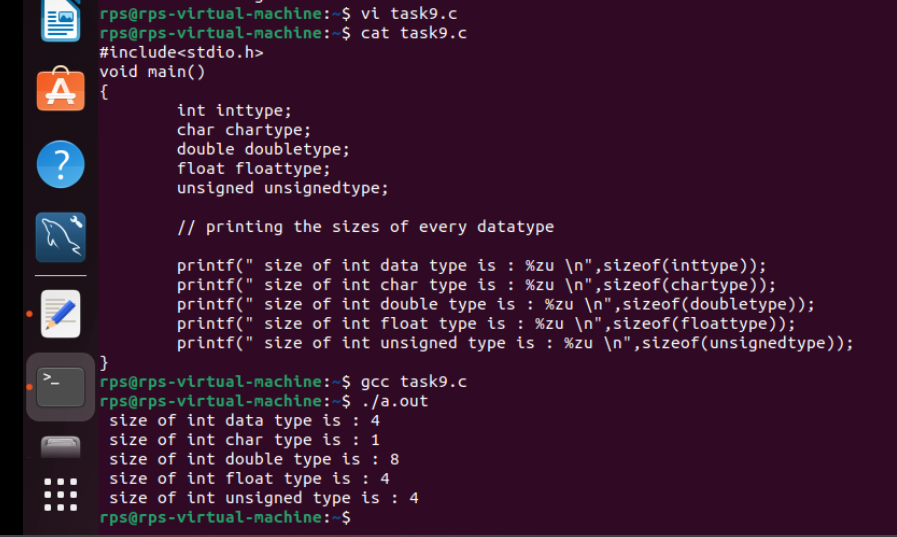 rps@rps-virtual-machine:~$ vi task9.c
rps@rps-virtual-machine:~$ cat task9.c
#include<stdio.h>
void main()
{
        int inttype;
        char chartype;
        double doubletype;
        float floattype;
        unsigned unsignedtype;

        // printing the sizes of every datatype

        printf(" size of int data type is : %zu \n",sizeof(inttype));
        printf(" size of int char type is : %zu \n",sizeof(chartype));
        printf(" size of int double type is : %zu \n",sizeof(doubletype));
        printf(" size of int float type is : %zu \n",sizeof(floattype));
        printf(" size of int unsigned type is : %zu \n",sizeof(unsignedtype));
}
rps@rps-virtual-machine:~$ gcc task9.c
rps@rps-virtual-machine:~$ ./a.out
 size of int data type is : 4
 size of int char type is : 1
 size of int double type is : 8
 size of int float type is : 4
 size of int unsigned type is : 4
rps@rps-virtual-machine:~$